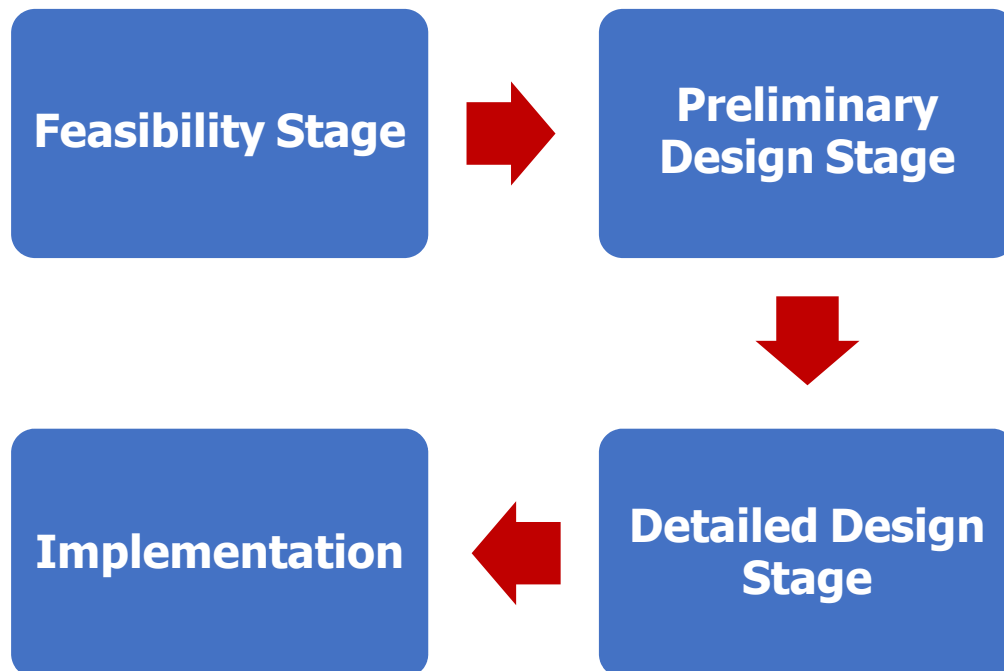 Feasibility Stage
Preliminary
Design Stage
Detailed Design
Stage
Implementation